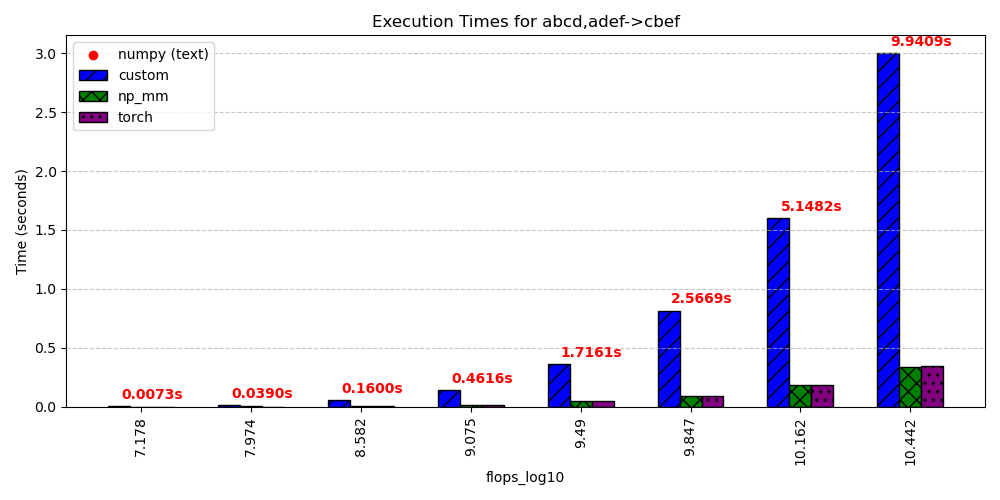 Execution Times for abcd,adef->cbef
numpy (text)
custom
np_mm
torch
Time (seconds)
3.0
2.5
2.0
1.5
1.0
0.5
0.0
0.0073s
0.0390s
0.1600s
0.4616s
1.7161s
2.5669s
5.1482s
9.9409s
7.178
7.974
8.582
9.075
9.49
9.847
10.162
10.442
flops_log10